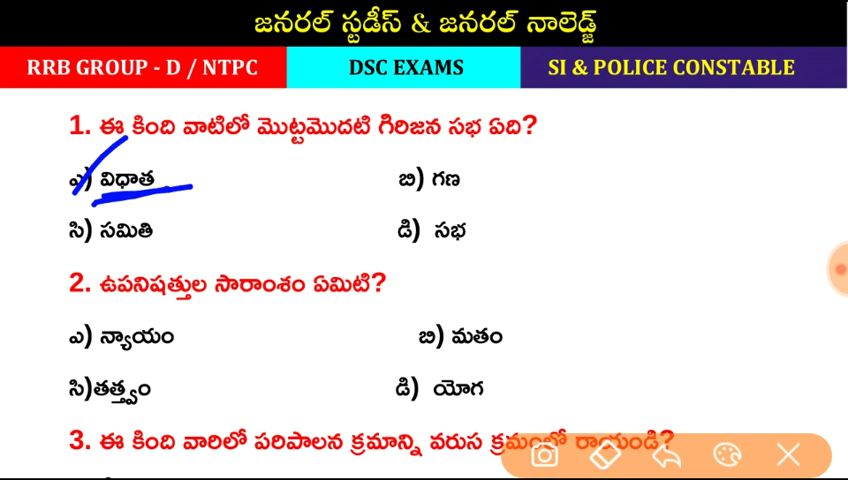 జనరల్ స్టడీస్ & జనరల్ నాలెడ్జ్
RRB GROUP - D / NTPC DSC EXAMS SI & POLICE CONSTABLE
1. ఈ కింది వాటిలో మొట్టమొదటి గిరిజన సభ ఏది?
ఎ) విధాత బి) గణ
సి) సమితి డి) సభ
2. ఉపనిషత్తుల సారాంశం ఏమిటి?
ఎ) న్యాయం బి) మతం
సి)తత్త్వం డి) యోగ
3. ఈ కింది వారిలో పరిపాలన క్రమాన్ని వరుస క్రమంలో రాయండి?